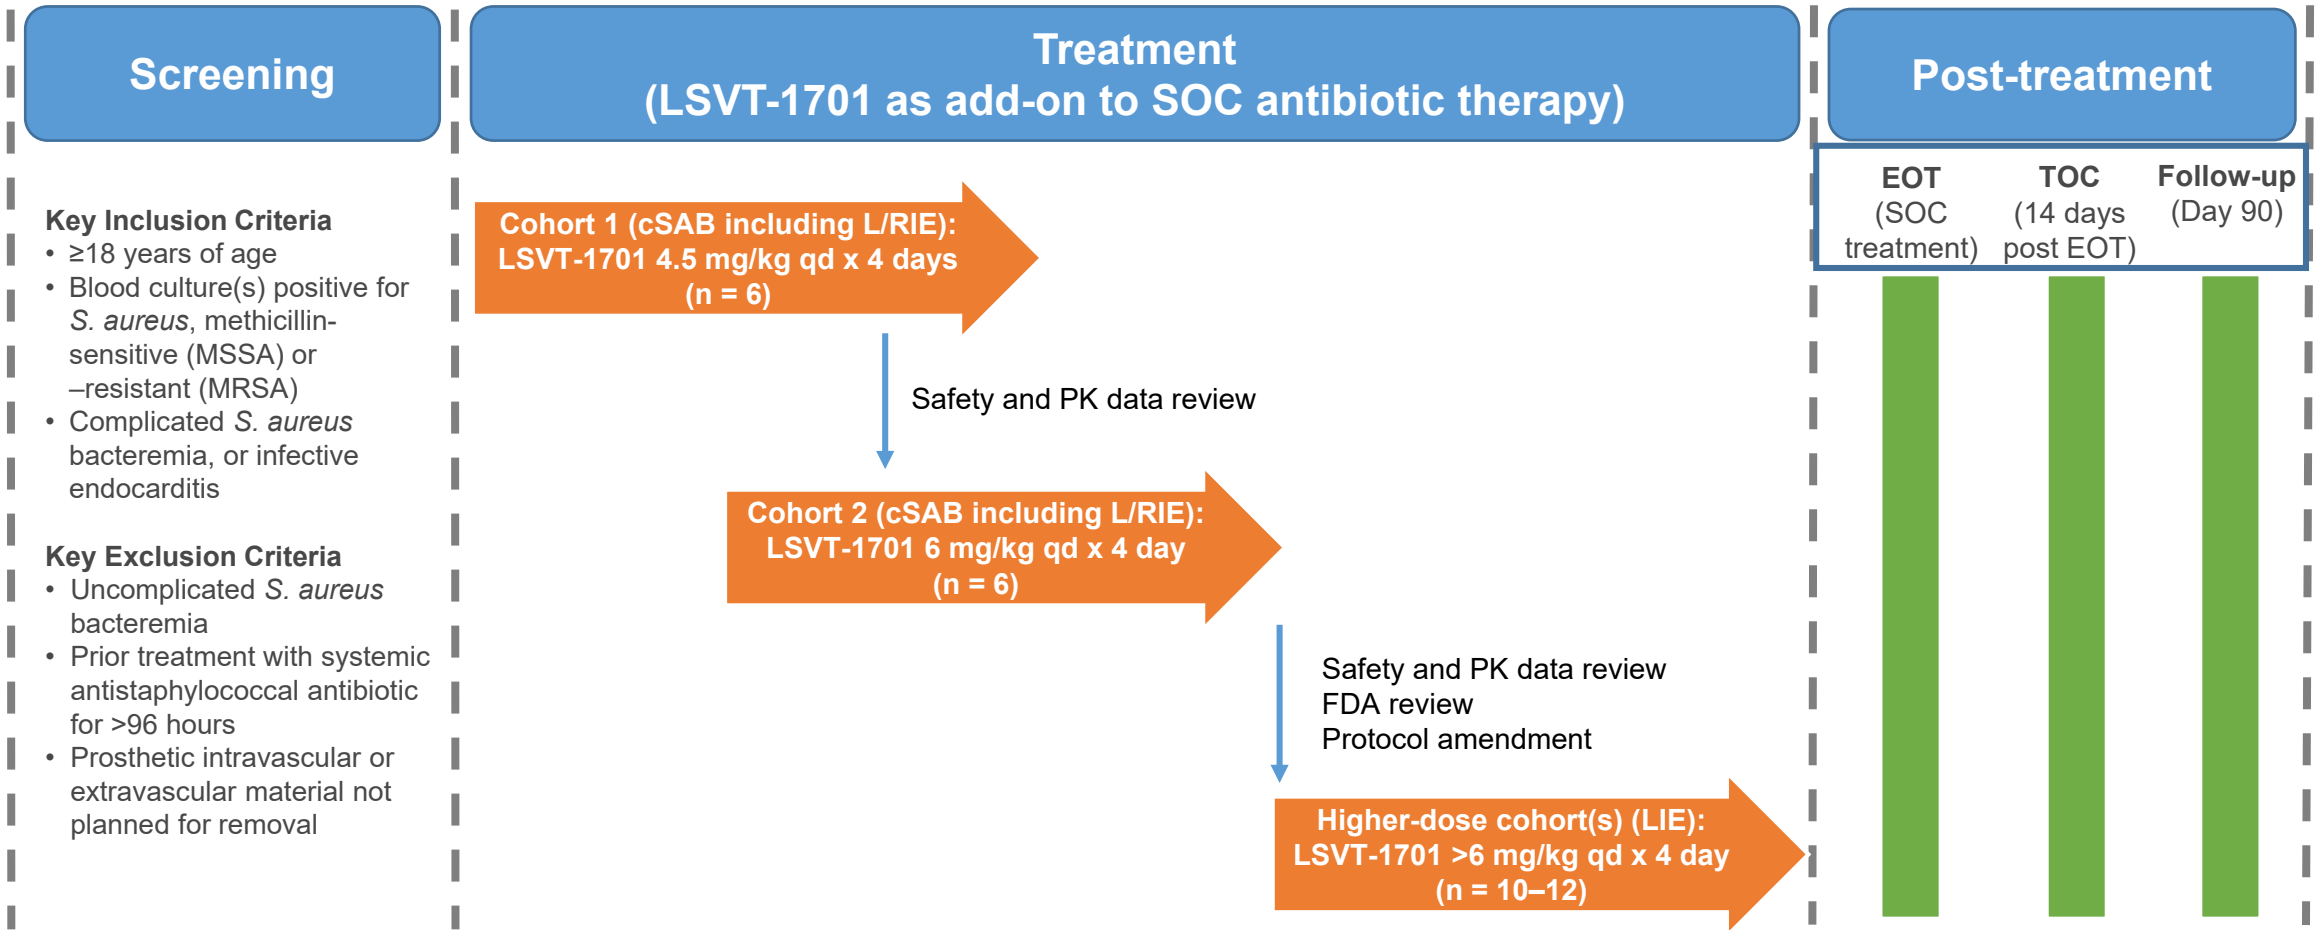 Screening
Key Inclusion Criteria
• ≥18 years of age
• Blood culture(s) positive for
S. aureus, methicillin-
sensitive (MSSA) or
–resistant (MRSA)
• Complicated S. aureus
bacteremia, or infective
endocarditis
Key Exclusion Criteria
• Uncomplicated S. aureus
bacteremia
• Prior treatment with systemic
antistaphylococcal antibiotic
for >96 hours
• Prosthetic intravascular or
extravascular material not
planned for removal
Treatment
(LSVT-1701 as add-on to SOC antibiotic therapy)
Cohort 1 (cSAB including L/RIE):
LSVT-1701 4.5 mg/kg qd x 4 days
(n = 6)
Safety and PK data review
Cohort 2 (cSAB including L/RIE):
LSVT-1701 6 mg/kg qd x 4 day
(n = 6)
Safety and PK data review
FDA review
Protocol amendment
Higher-dose cohort(s) (LIE):
LSVT-1701 >6 mg/kg qd x 4 day
(n = 10–12)
Post-treatment
EOT
(SOC
treatment)
TOC
(14 days
post EOT)
Follow-up
(Day 90)